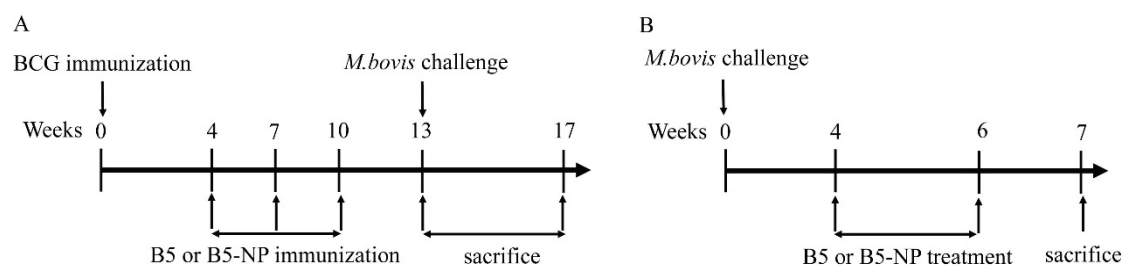 A
BCG immunization
M.bovis challenge
Weeks 0 4 7 10 13 17
B5 or B5-NP immunization
sacrifice
B
M.bovis challenge
Weeks 0 4 6 7
B5 or B5-NP treatment
sacrifice